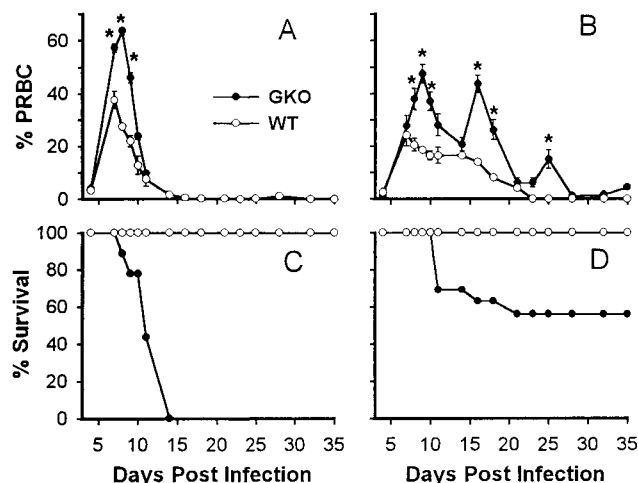 A
B
* * *
* * * * * *
60
40
20
0
% PRBC
GKO
WT
C
D
100
80
60
40
20
0
% Survival
5 10 15 20 25 30 35
5 10 15 20 25 30 35
Days Post Infection
Days Post Infection